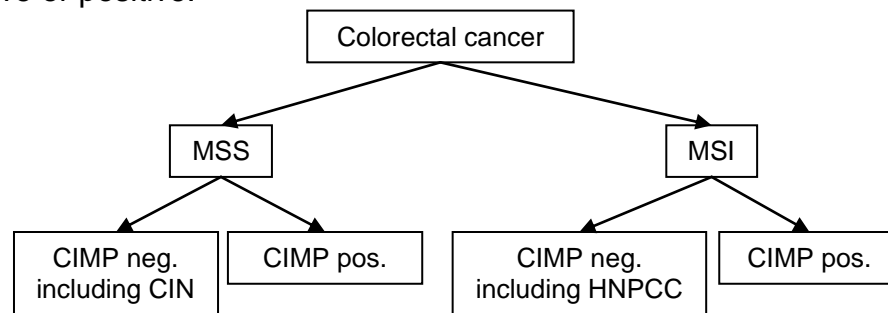 Colorectal cancer
MSS
MSI
CIMP neg.
including CIN
CIMP pos.
CIMP neg.
including HNPCC
CIMP pos.